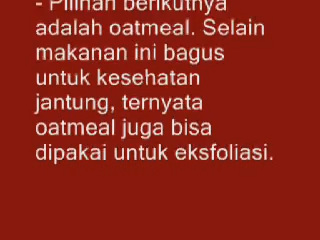 - Pilihan berikutnya
adalah oatmeal. Selain
makanan ini bagus
untuk kesehatan
jantung, ternyata
oatmeal juga bisa
dipakai untuk eksfoliasi.